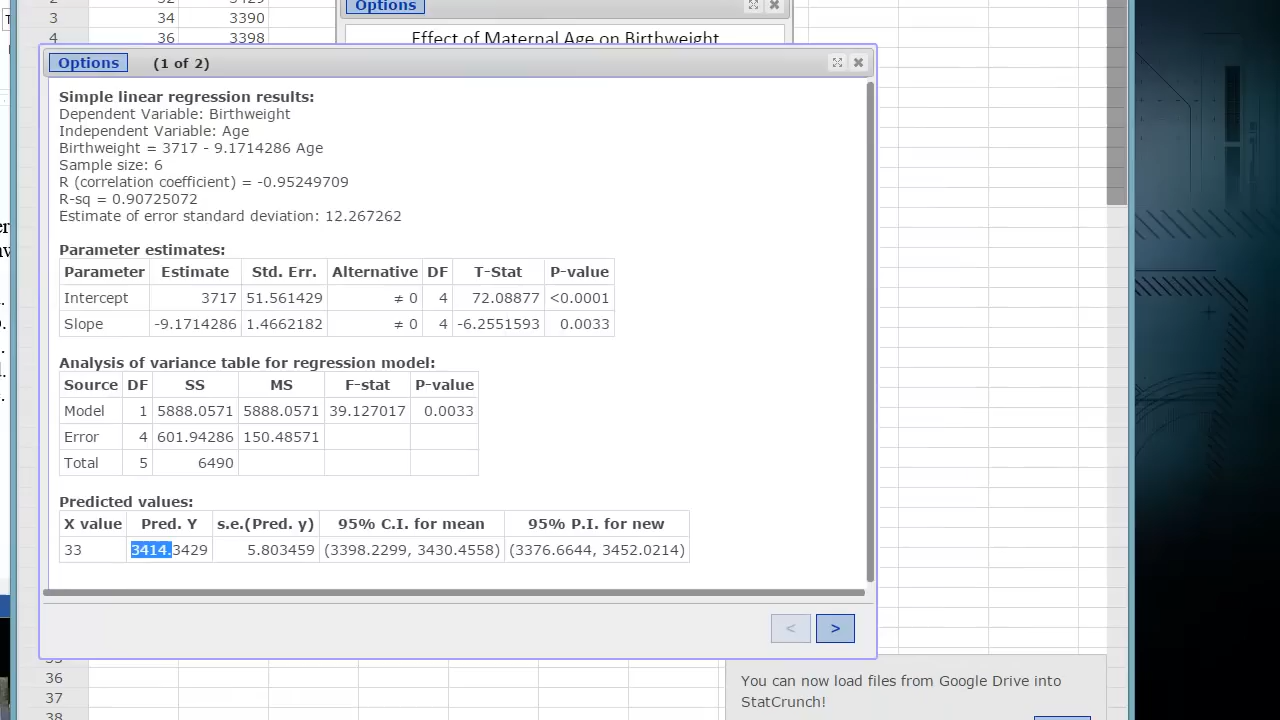 2 32 3429
Options
3 34 3390
4 36 3398
Effect of Maternal Age on Birthweight
Options (1 of 2)
Simple linear regression results:
Dependent Variable: Birthweight
Independent Variable: Age
Birthweight = 3717 - 9.1714286 Age
Sample size: 6
R (correlation coefficient) = -0.95249709
R-sq = 0.90725072
Estimate of error standard deviation: 12.267262
Parameter estimates:
Parameter Estimate Std. Err. Alternative DF T-Stat P-value
Intercept 3717 51.561429 ≠ 0 4 72.08877 <0.0001
Slope -9.1714286 1.4662182 ≠ 0 4 -6.2551593 0.0033
Analysis of variance table for regression model:
Source DF SS MS F-stat P-value
Model 1 5888.0571 5888.0571 39.127017 0.0033
Error 4 601.94286 150.48571
Total 5 6490
Predicted values:
X value Pred. Y s.e.(Pred. y) 95% C.I. for mean 95% P.I. for new
33 3414.3429 5.803459 (3398.2299, 3430.4558) (3376.6644, 3452.0214)
< >
35
36
37
38
You can now load files from Google Drive into
StatCrunch!